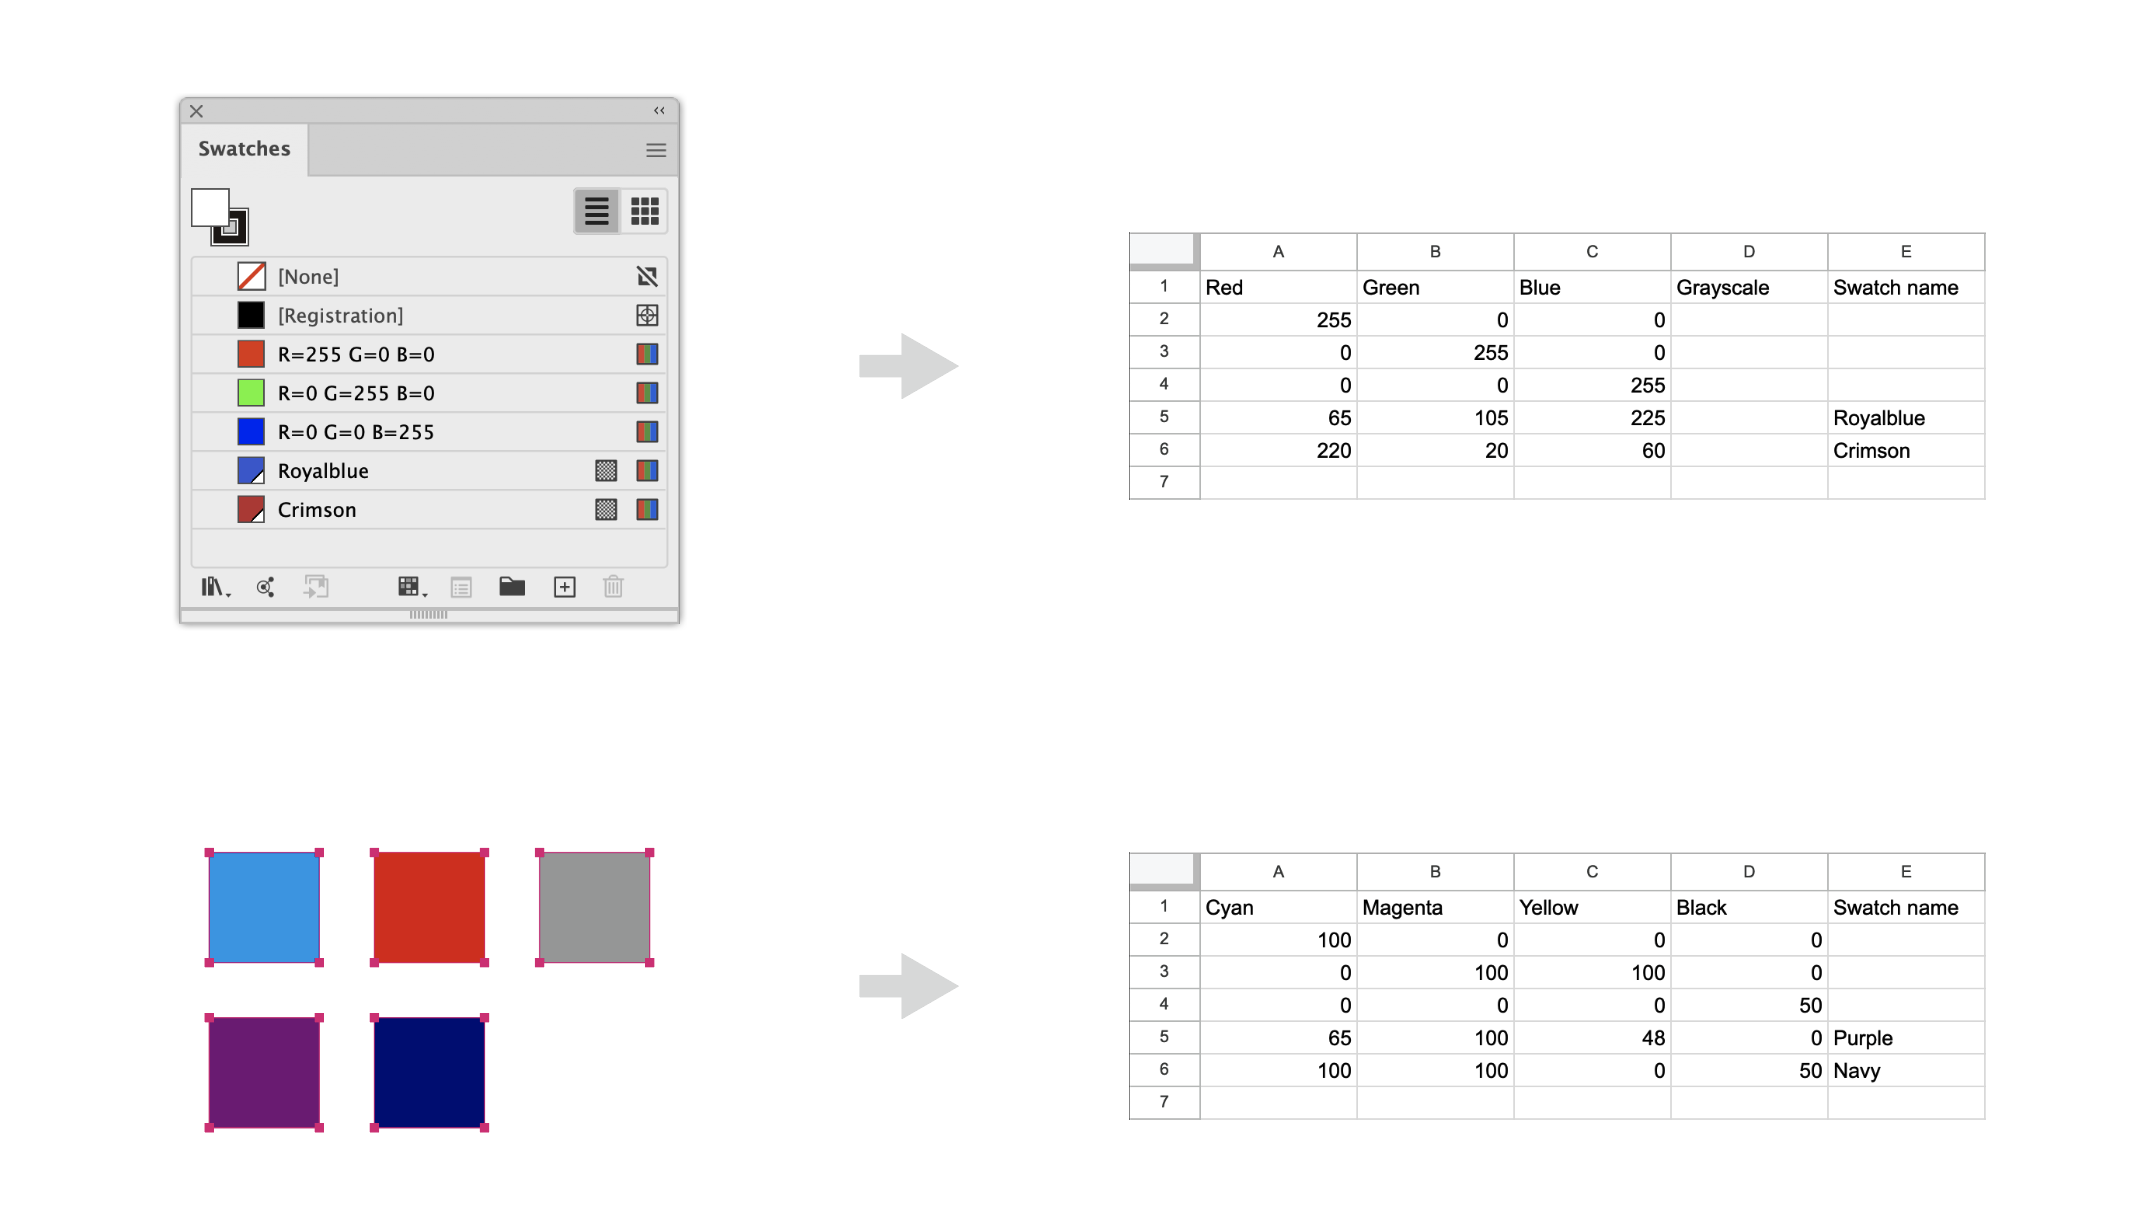 Swatches
[None]
[Registration]
R=255 G=0 B=0
R=0 G=255 B=0
R=0 G=0 B=255
Royalblue
Crimson
A B C D E
1 Red Green Blue Grayscale Swatch name
2 255 0 0
3 0 255 0
4 0 0 255
5 65 105 225 Royalblue
6 220 20 60 Crimson
7
A B C D E
1 Cyan Magenta Yellow Black Swatch name
2 100 0 0 0
3 0 100 100 0
4 0 0 0 50
5 65 100 48 0 Purple
6 100 100 0 50 Navy
7